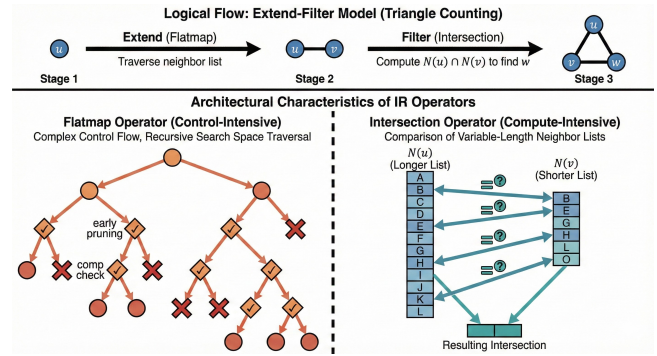 Logical Flow: Extend-Filter Model (Triangle Counting)
u
Extend (Flatmap)
Traverse neighbor list
u
v
Filter (Intersection)
Compute N(u) ∩ N(v) to find w
u
v
w
Stage 1
Stage 2
Stage 3
Architectural Characteristics of IR Operators
Flatmap Operator (Control-Intensive)
Complex Control Flow, Recursive Search Space Traversal
early
pruning
comp
check
Intersection Operator (Compute-Intensive)
Comparison of Variable-Length Neighbor Lists
N(u)
(Longer List)
A
B
C
D
E
F
G
H
I
J
K
L
= ?
= ?
= ?
= ?
N(v)
(Shorter List)
B
E
G
H
L
O
Resulting Intersection